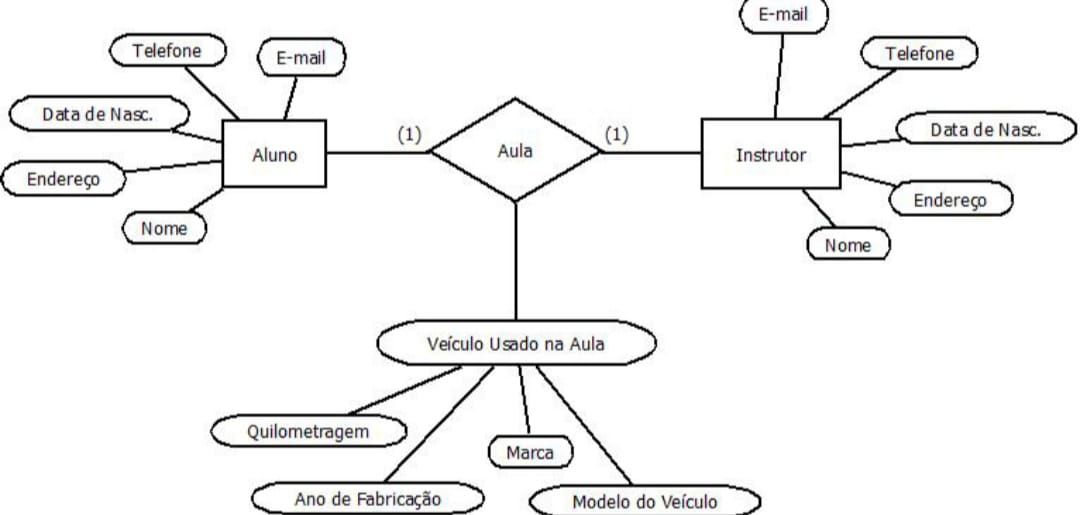 E-mail
Telefone
E-mail
Telefone
Data de Nasc.
Data de Nasc.
(1)
(1)
Aluno
Aula
Instrutor
Endereço
Endereço
Nome
Nome
Veículo Usado na Aula
Quilometragem
Marca
Ano de Fabricação
Modelo do Veículo